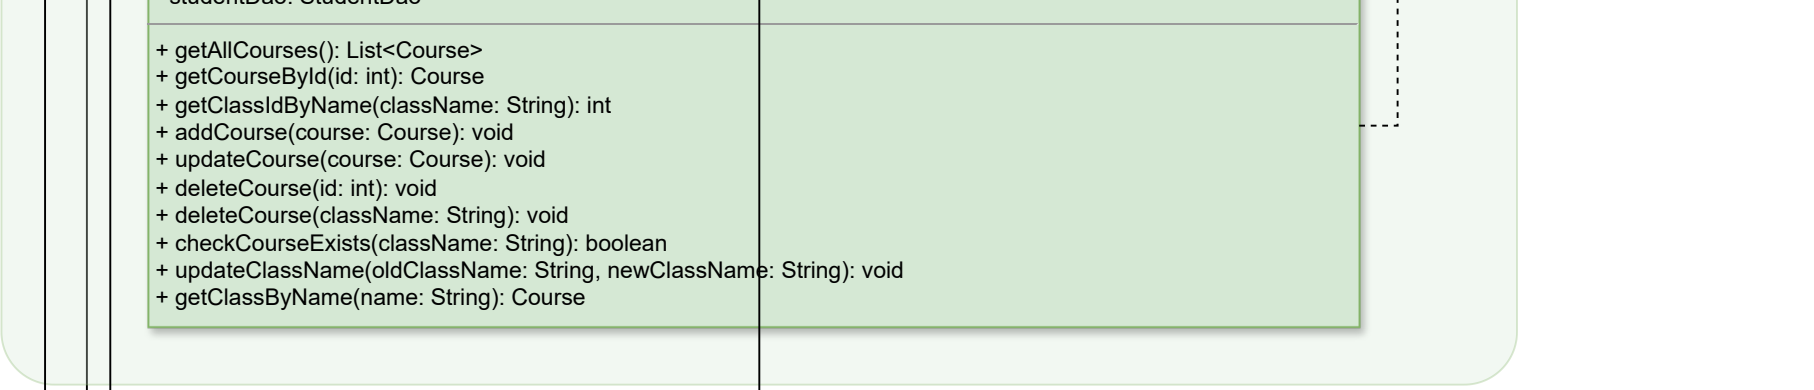 studentDao: StudentDao
+ getAllCourses(): List<Course>
+ getCourseById(id: int): Course
+ getClassIdByName(className: String): int
+ addCourse(course: Course): void
+ updateCourse(course: Course): void
+ deleteCourse(id: int): void
+ deleteCourse(className: String): void
+ checkCourseExists(className: String): boolean
+ updateClassName(oldClassName: String, newClassName: String): void
+ getClassByName(name: String): Course